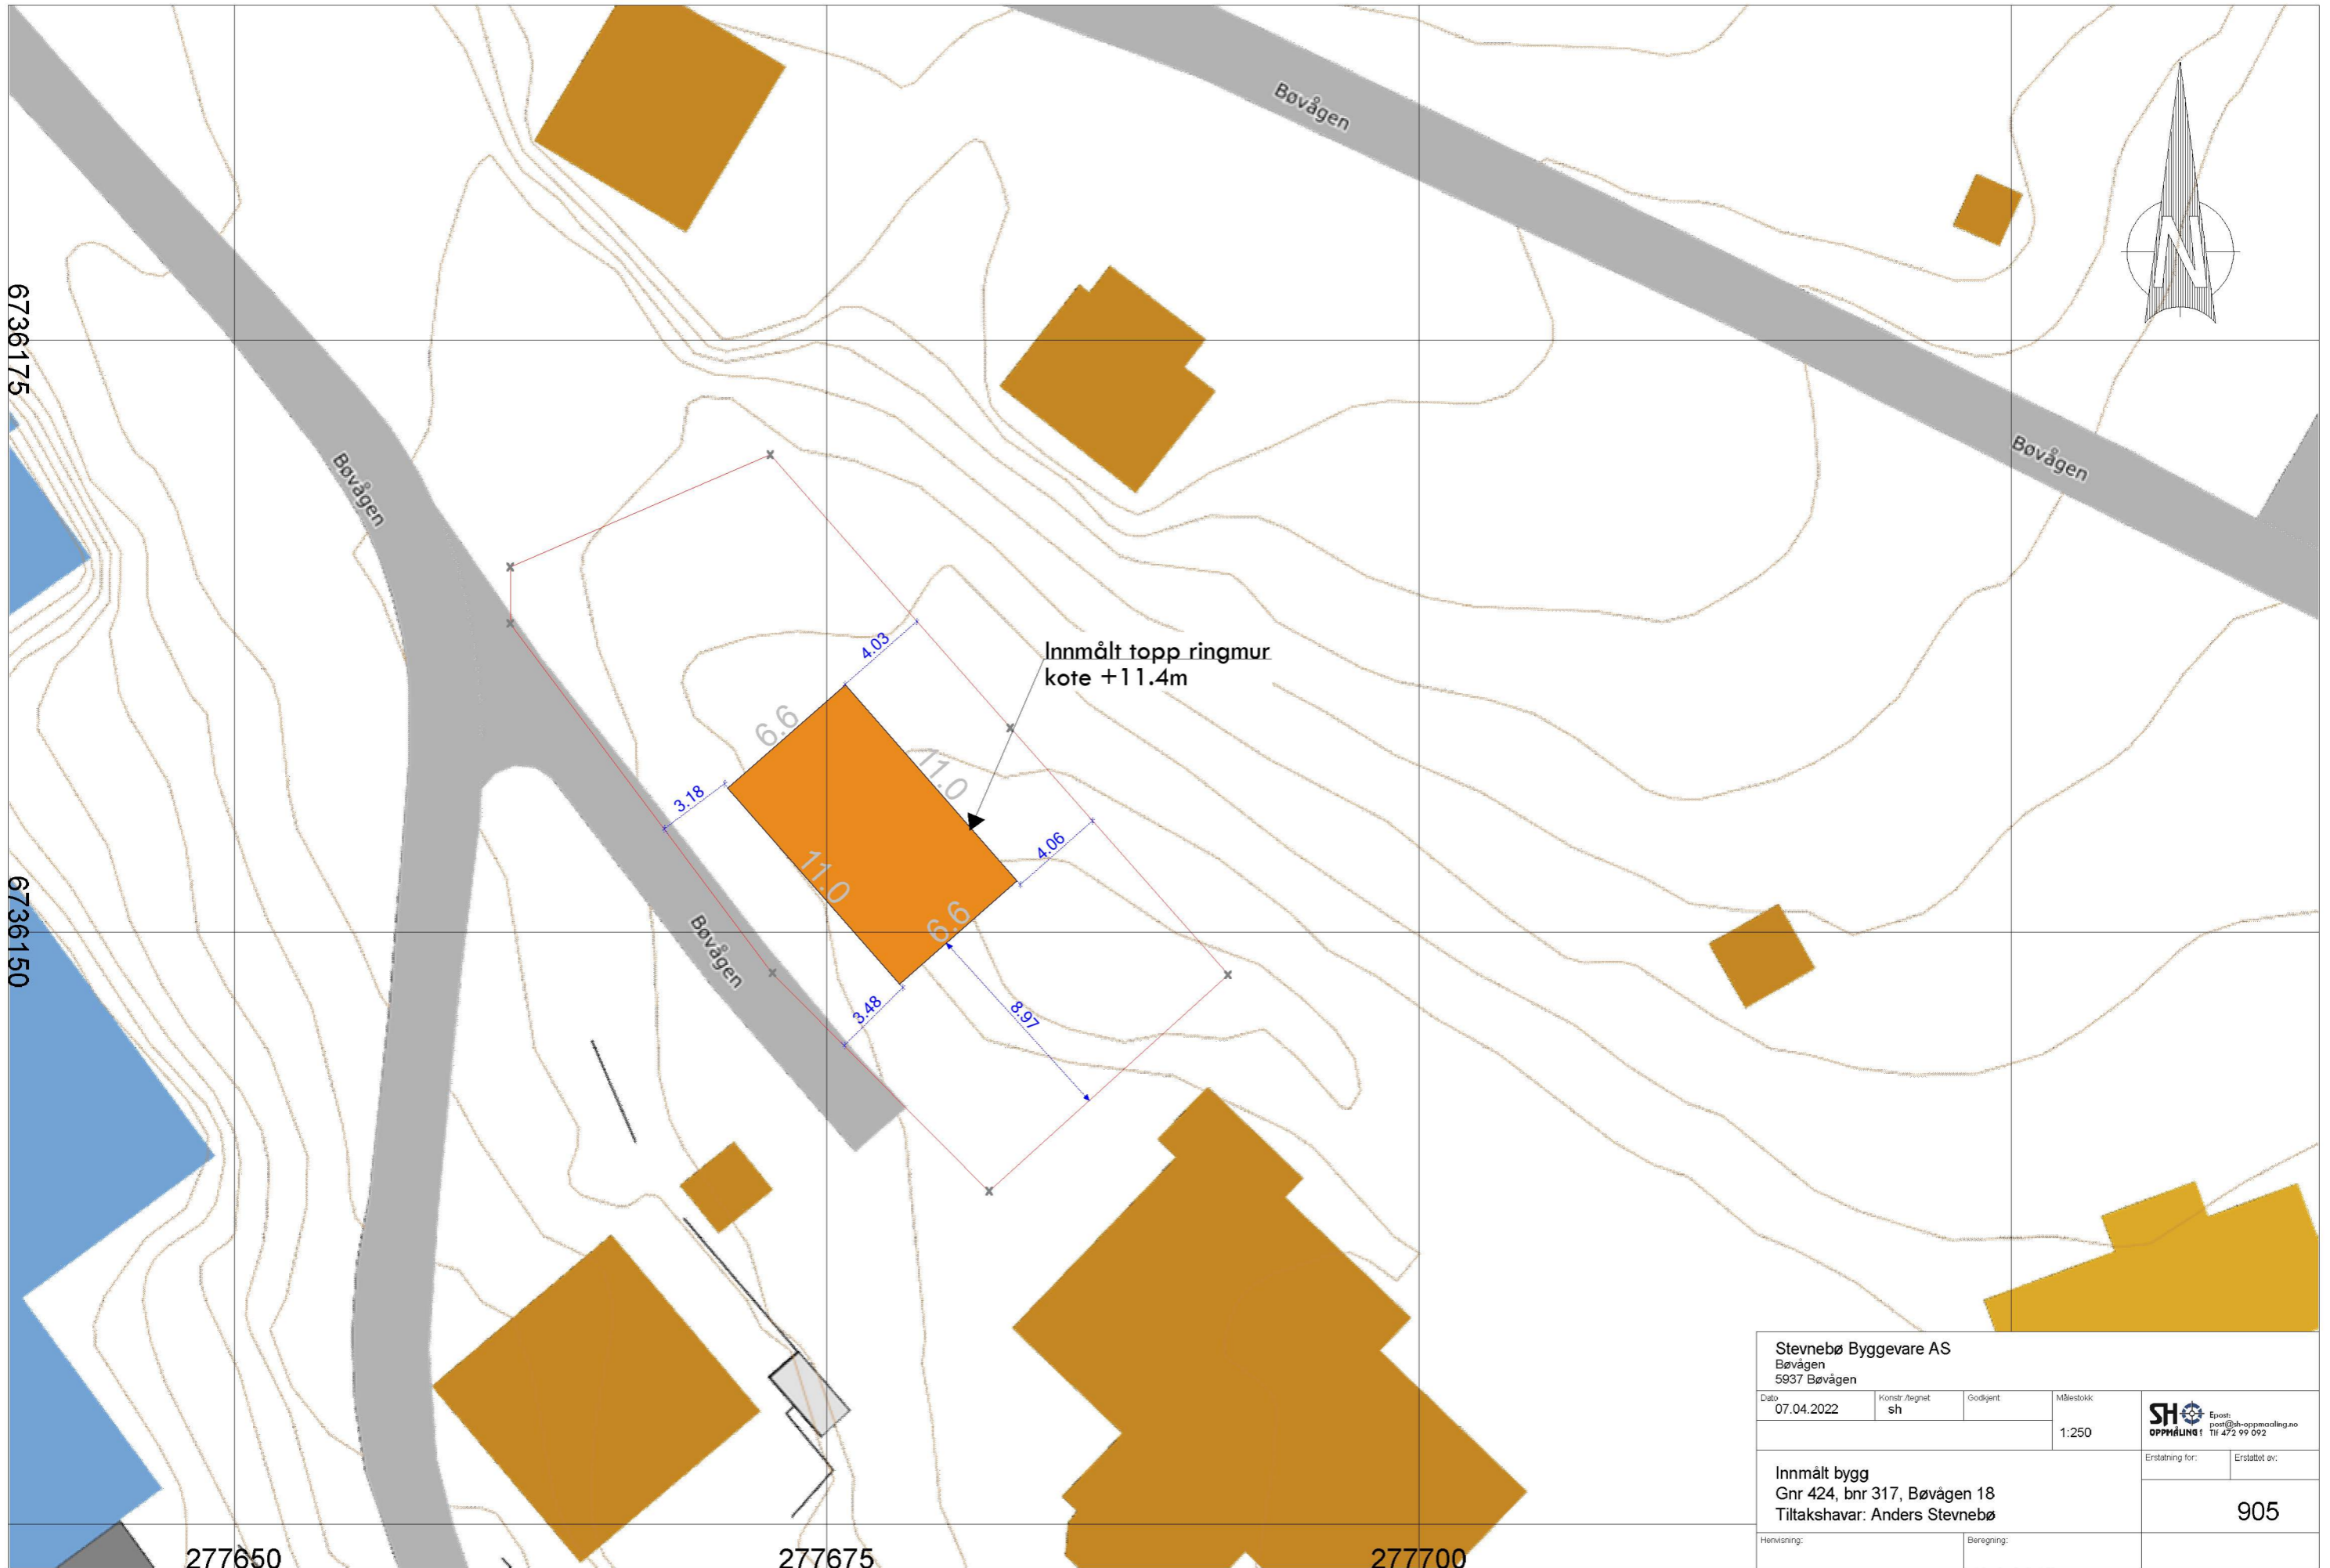 Bøvågen
N
6736175
Bøvågen
Bøvågen
4.03
Innmålt topp ringmur
kote +11.4m
6.6
11.0
3.18
4.06
11.0
6736150
6.6
Bøvågen
3.48
8.97
Stevnebø Byggevare AS
Bøvågen
5937 Bøvågen
Dato Konstr./tegnet Godkjent Målestokk
07.04.2022 sh
1:250
SH
OPPMÅLING
Epost:
post@sh-oppmaaling.no
Tlf 472 99 092
Erstatning for: Erstattet av:
Innmålt bygg
Gnr 424, bnr 317, Bøvågen 18
Tiltakshavar: Anders Stevnebø
905
Henvisning: Beregning:
277650 277675 277700